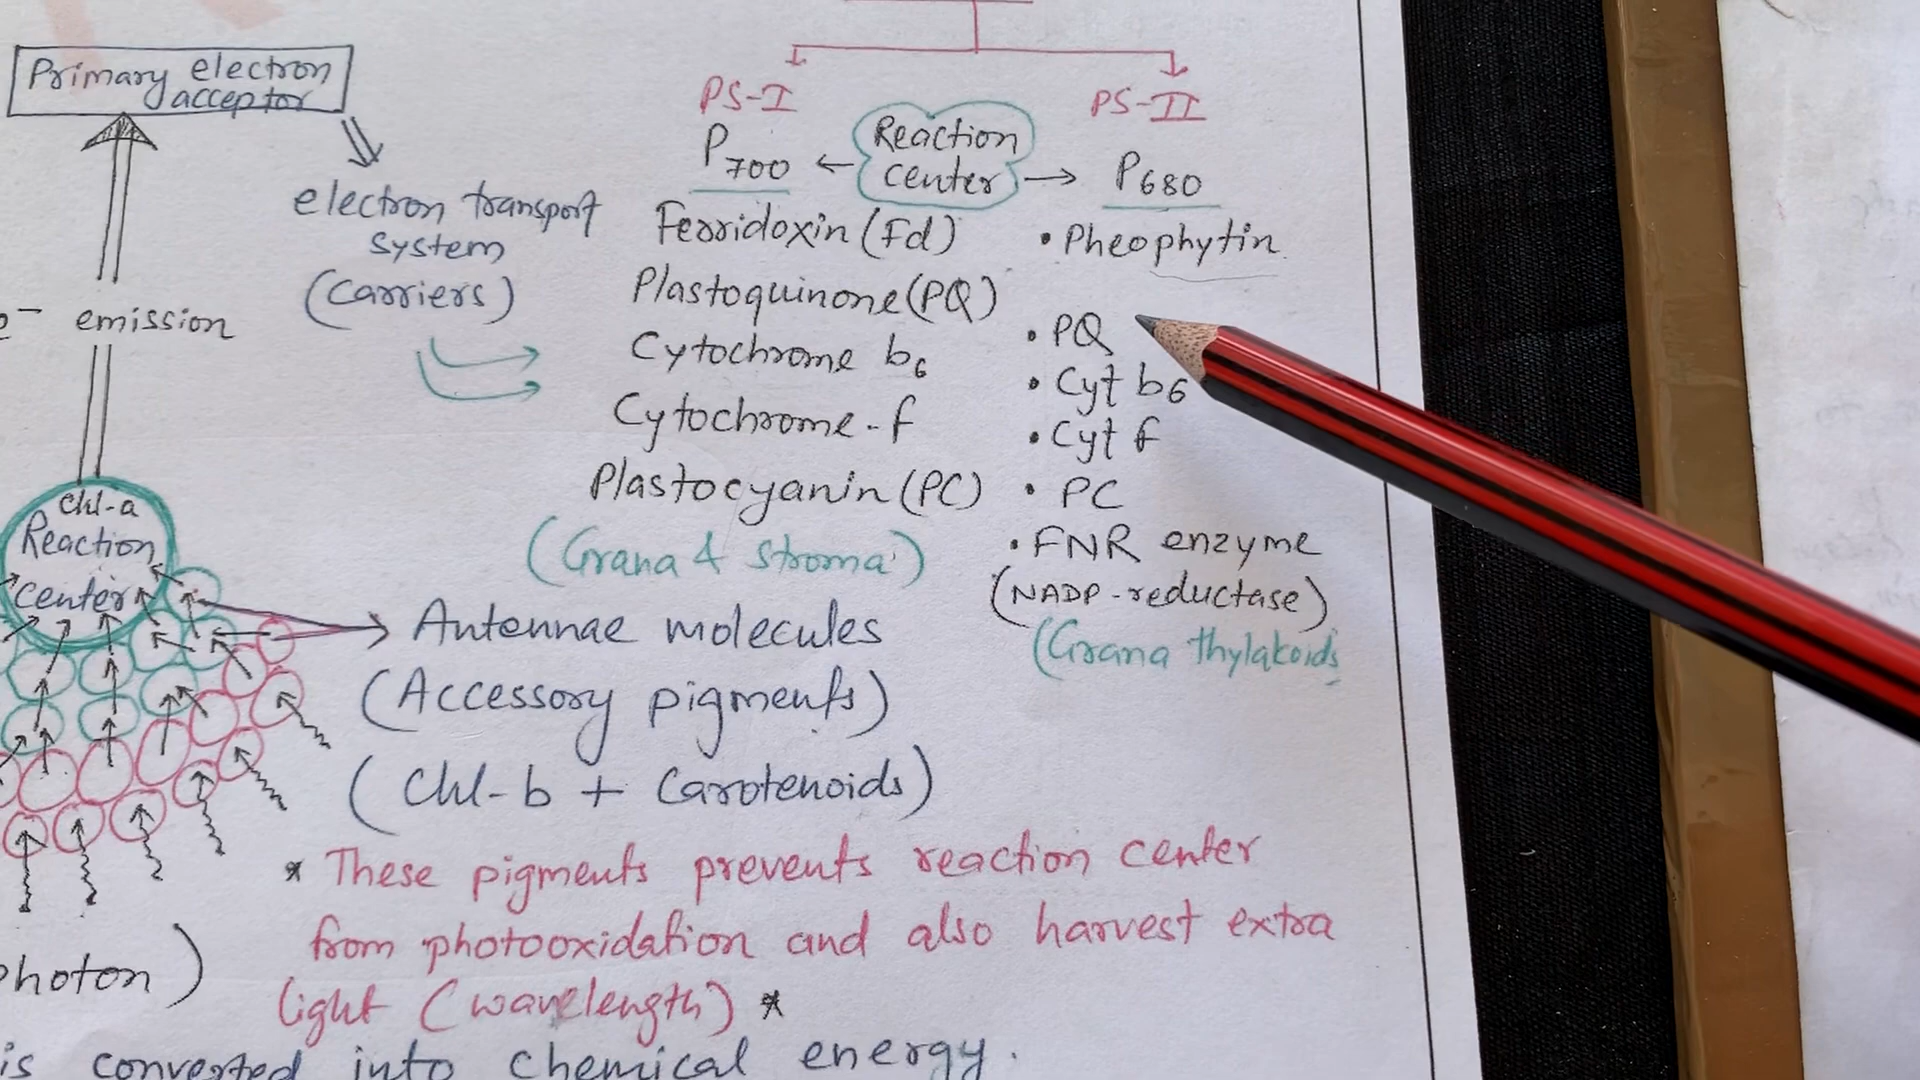 Primary electron
acceptor
electron transport
system
(Carriers)
emission
Chl-a
Reaction
center
PS-I
PS-II
Reaction
center
P700 ← → P680
Ferridoxin (Fd)
Plastoquinone (PQ)
Cytochrome b6
Cytochrome-f
Plastocyanin (PC)
(Grana & stroma)
• Pheophytin
• PQ
• Cyt b6
• Cyt f
• PC
• FNR enzyme
(NADP-reductase)
(Grana thylakoids
Antennae molecules
(Accessory pigments)
(Chl-b + Carotenoids)
* These pigments prevents reaction center
from photooxidation and also harvest extra
light (wavelength) *
photon)
is converted into chemical energy.